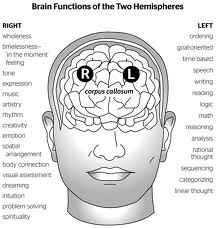 Brain Functions of the Two Hemispheres
RIGHT
wholeness
timelessness–
'in the moment'
feeling
tone
expression
music
artistry
rhythm
creativity
emotion
spatial
arrangement
body connection
visual assessment
dreaming
intuition
problem solving
spirituality
R
L
corpus callosum
LEFT
ordering
goal-oriented
time-based
speech
writing
reading
logic
math
reasoning
analysis
rational
thought
sequencing
categorizing
linear thought